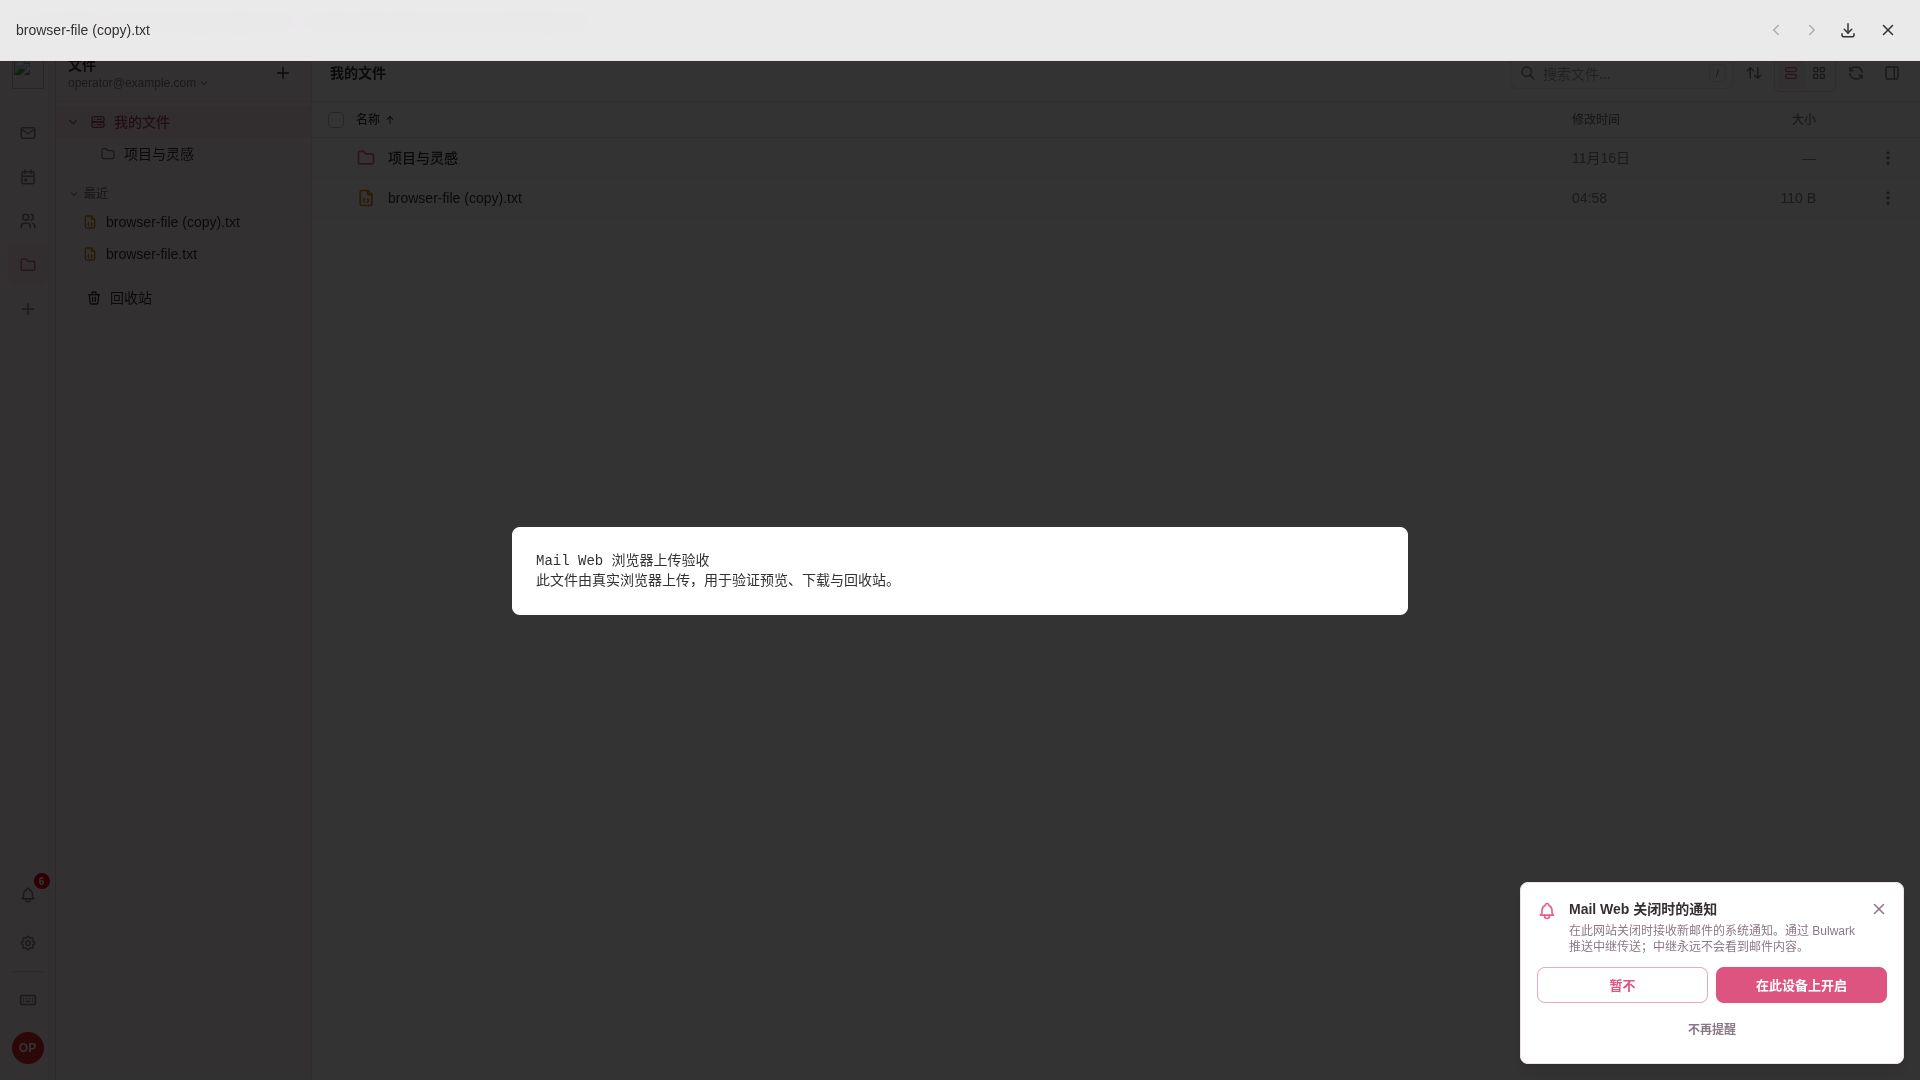 browser-file (copy).txt
文件
operator@example.com
我的文件
搜索文件...
/
我的文件
项目与灵感
最近
browser-file (copy).txt
browser-file.txt
回收站
名称
修改时间
大小
项目与灵感
11月16日
—
browser-file (copy).txt
04:58
110 B
Mail Web 浏览器上传验收
此文件由真实浏览器上传，用于验证预览、下载与回收站。
6
OP
Mail Web 关闭时的通知
在此网站关闭时接收新邮件的系统通知。通过 Bulwark
推送中继传送；中继永远不会看到邮件内容。
暂不
在此设备上开启
不再提醒